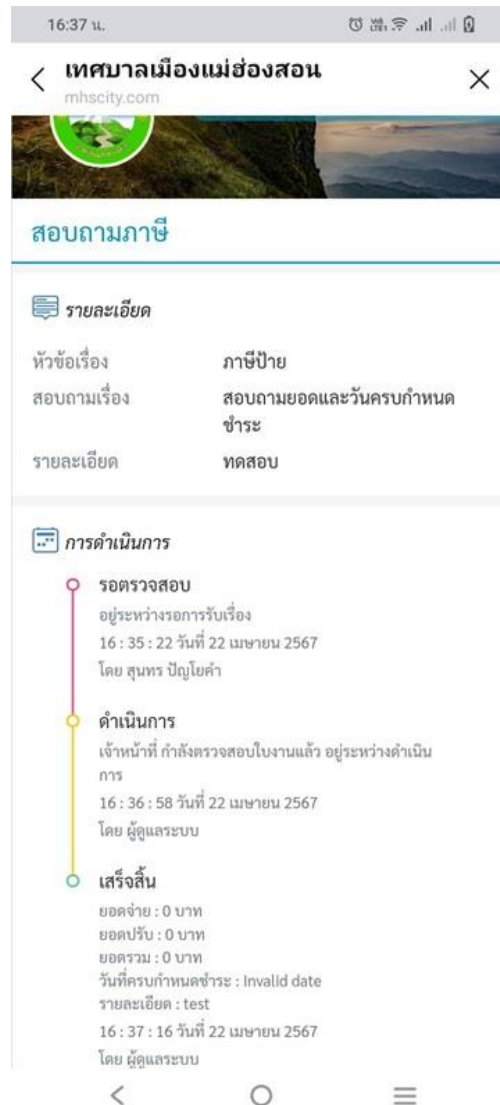 16:37 น.
เทศบาลเมืองแม่ฮ่องสอน
mhscity.com
สอบถามภาษี
รายละเอียด
หัวข้อเรื่อง ภาษีป้าย
สอบถามเรื่อง สอบถามยอดและวันครบกำหนด
ชำระ
รายละเอียด ทดสอบ
การดำเนินการ
รอตรวจสอบ
อยู่ระหว่างรอการรับเรื่อง
16 : 35 : 22 วันที่ 22 เมษายน 2567
โดย สุนทร ปัญโยคำ
ดำเนินการ
เจ้าหน้าที่ กำลังตรวจสอบใบงานแล้ว อยู่ระหว่างดำเนิน
การ
16 : 36 : 58 วันที่ 22 เมษายน 2567
โดย ผู้ดูแลระบบ
เสร็จสิ้น
ยอดจ่าย : 0 บาท
ยอดปรับ : 0 บาท
ยอดรวม : 0 บาท
วันที่ครบกำหนดชำระ : Invalid date
รายละเอียด : test
16 : 37 : 16 วันที่ 22 เมษายน 2567
โดย ผู้ดูแลระบบ